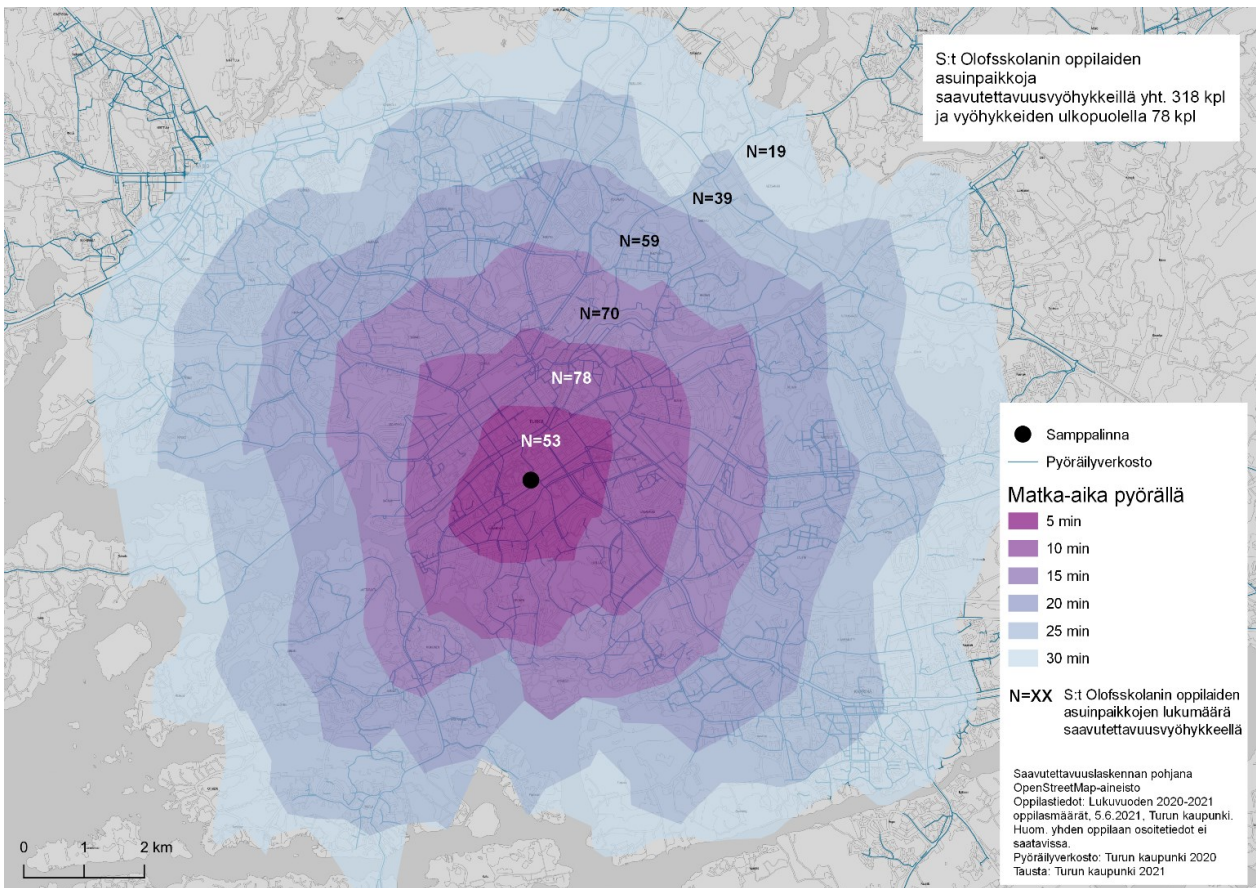 S:t Olofsskolanin oppilaiden
asuinpaikkoja
saavutettavuusvyöhykkeillä yht. 318 kpl
ja vyöhykkeiden ulkopuolella 78 kpl
N=19
N=39
N=59
N=70
N=78
N=53
Samppalinna
Pyöräilyverkosto
Matka-aika pyörällä
5 min
10 min
15 min
20 min
25 min
30 min
N=XX S:t Olofsskolanin oppilaiden
asuinpaikkojen lukumäärä
saavutettavuusvyöhykkeellä
Saavutettavuuslaskennan pohjana
OpenStreetMap-aineisto
Oppilastiedot: Lukuvuoden 2020-2021
oppilasmäärät, 5.6.2021, Turun kaupunki.
Huom. yhden oppilaan osoitetiedot ei
saatavissa.
Pyöräilyverkosto: Turun kaupunki 2020
Tausta: Turun kaupunki 2021
0 1 2 km